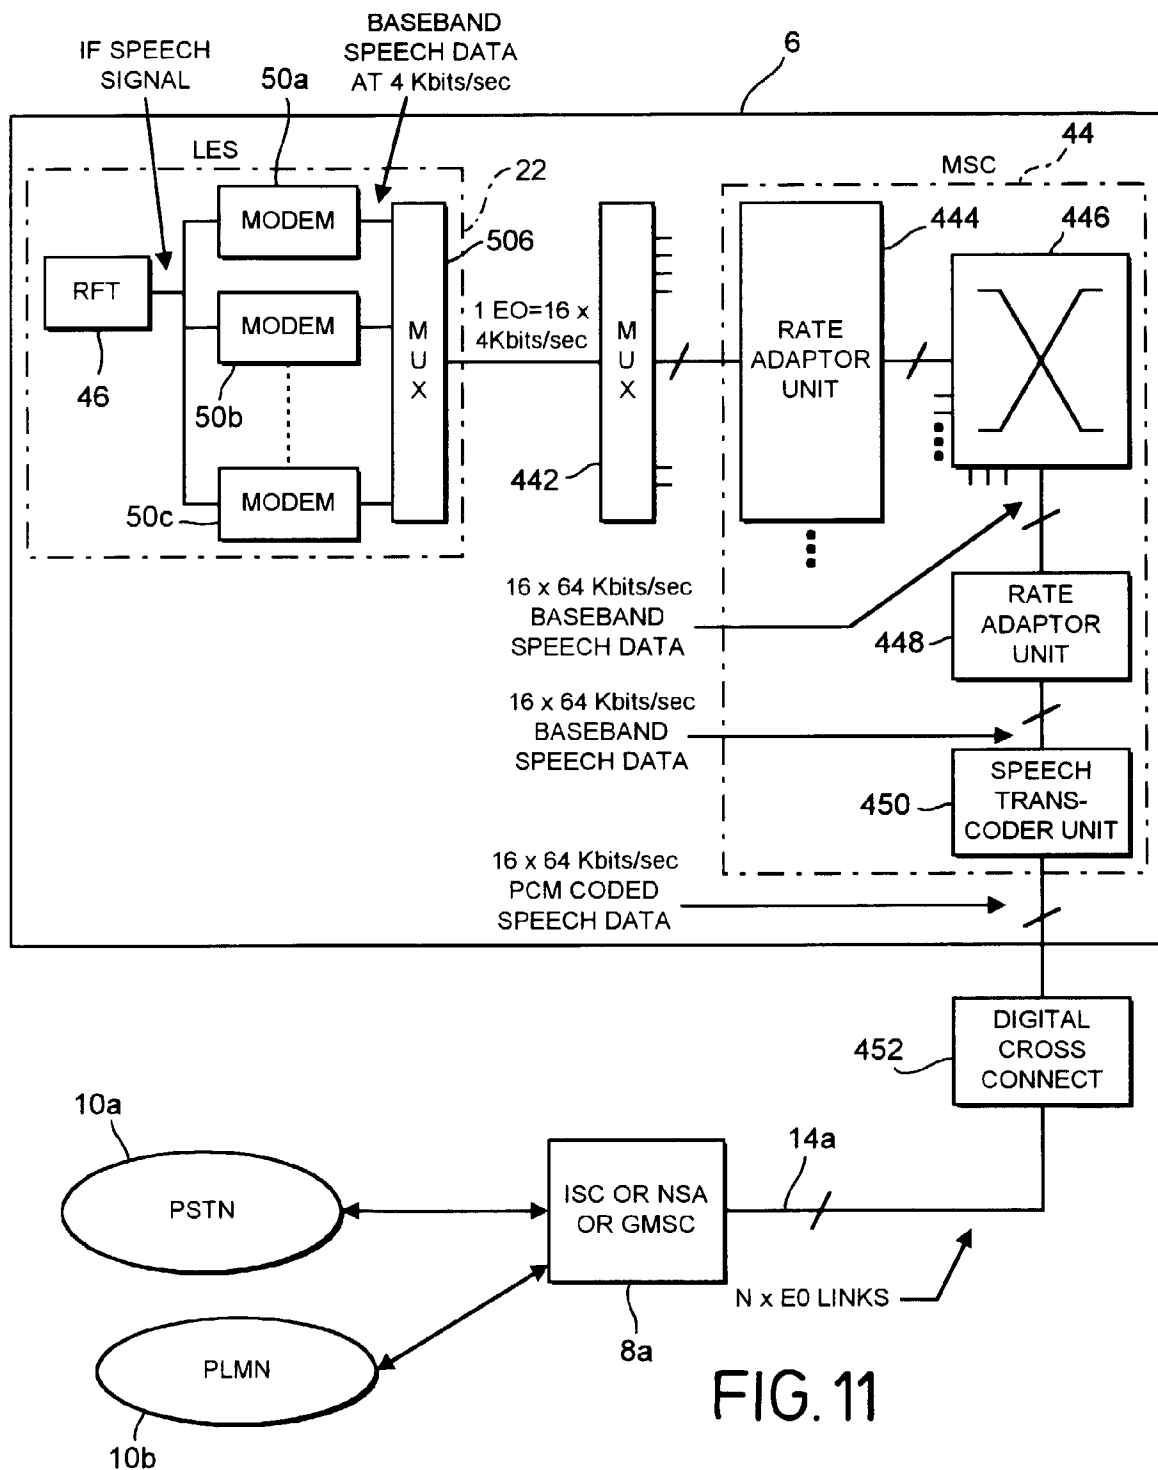 IF SPEECH
SIGNAL
BASEBAND
SPEECH DATA
AT 4 Kbits/sec
50a
6
LES
22
MSC
44
MODEM
506
444
446
RFT
46
MODEM
50b
MUX
1 EO=16 x
4Kbits/sec
MUX
442
RATE
ADAPTOR
UNIT
MODEM
50c
16 x 64 Kbits/sec
BASEBAND
SPEECH DATA
448
RATE
ADAPTOR
UNIT
16 x 64 Kbits/sec
BASEBAND
SPEECH DATA
450
SPEECH
TRANS-
CODER UNIT
16 x 64 Kbits/sec
PCM CODED
SPEECH DATA
452
DIGITAL
CROSS
CONNECT
10a
PSTN
ISC OR NSA
OR GMSC
14a
8a
N x E0 LINKS
PLMN
10b
FIG. 11